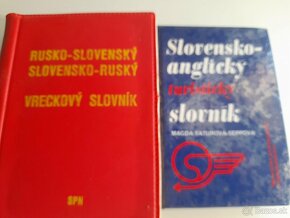 RUSKO-SLOVENSKÝ
SLOVENSKO-RUSKÝ
VRECKOVÝ SLOVNÍK
SPN
Slovensko-
anglický
slovník
MAGDA ŠATUROVÁ-SEPPOVÁ